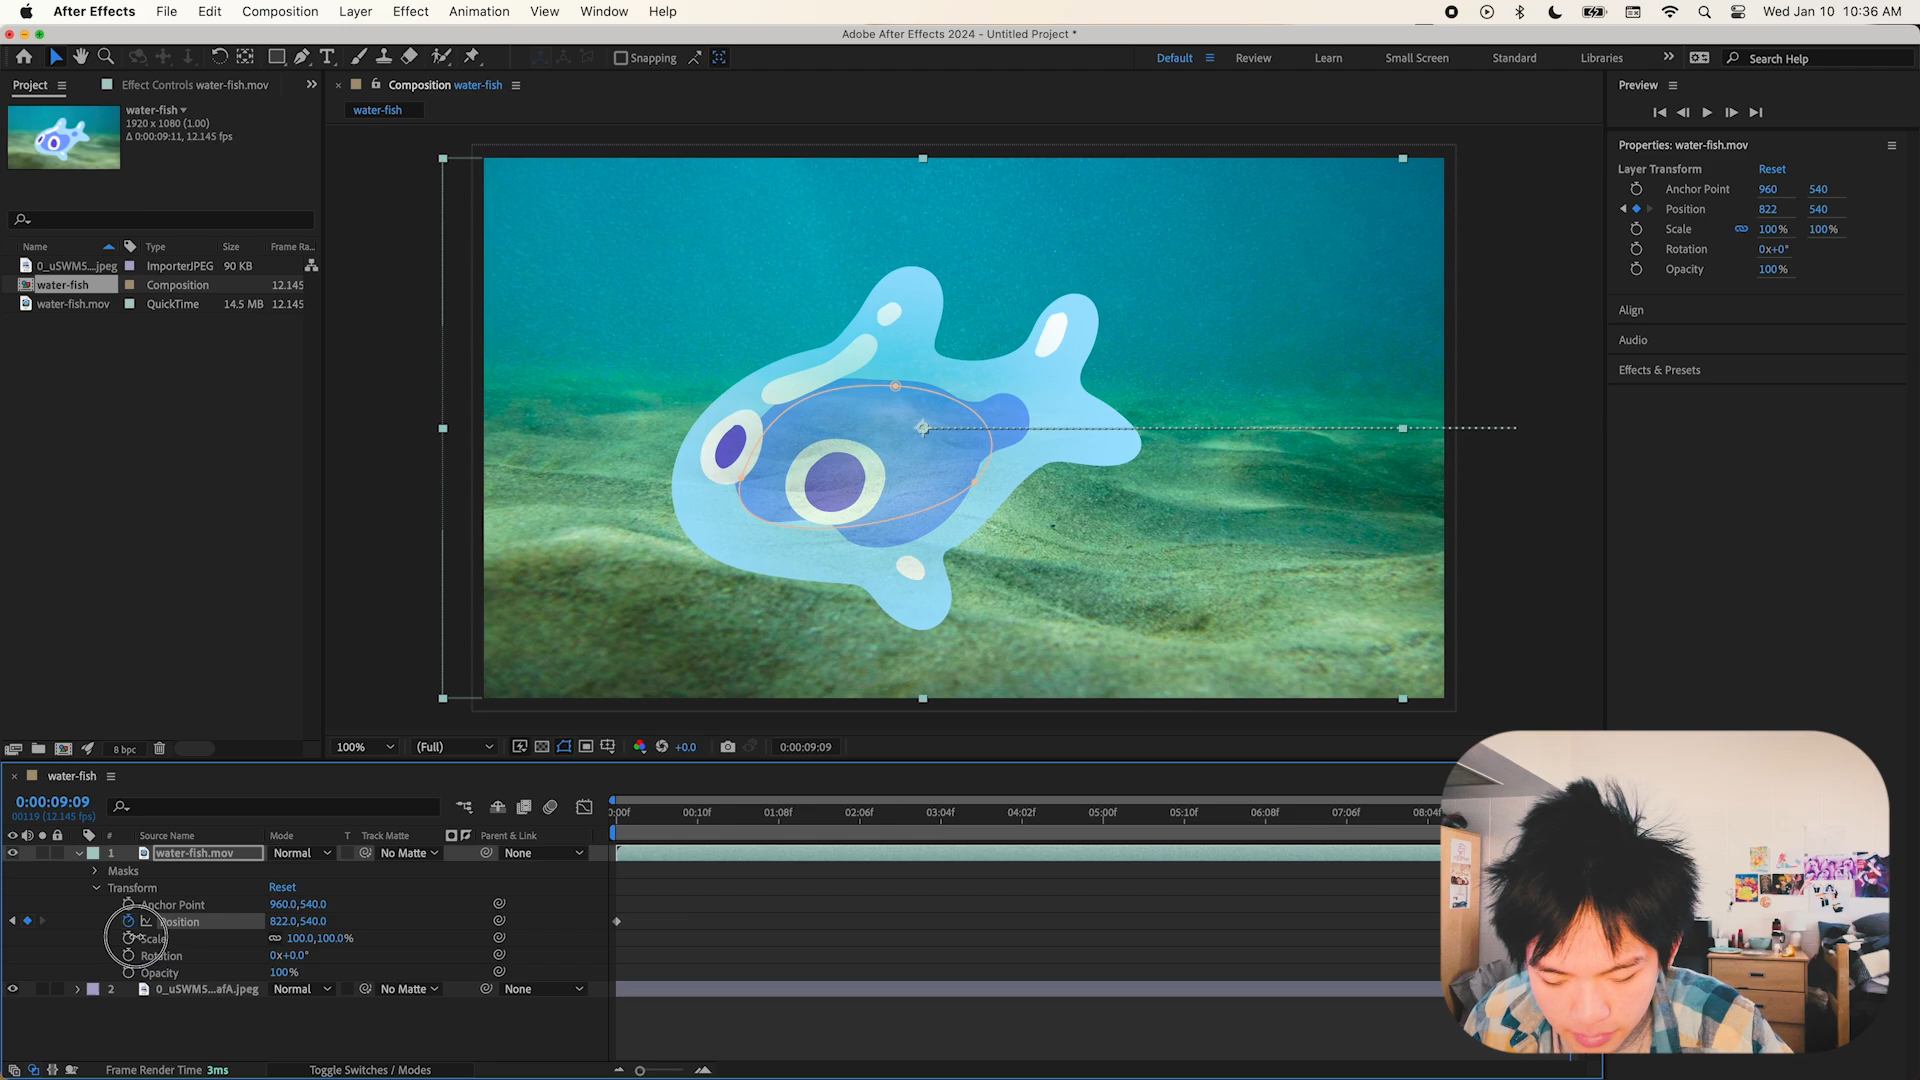 After Effects File Edit Composition Layer Effect Animation View Window Help Wed Jan 10 10:36 AM
Adobe After Effects 2024 - Untitled Project *
Snapping Default Review Learn Small Screen Standard Libraries Search Help
Project Effect Controls water-fish.mov
Composition water-fish
water-fish
Preview
water-fish
1920 x 1080 (1.00)
Δ 0:00:09:11, 12.145 fps
Name Type Size Frame Ra...
0_uSWM5....jpeg ImporterJPEG 90 KB
water-fish Composition 12.145
water-fish.mov QuickTime 14.5 MB 12.145
Properties: water-fish.mov
Layer Transform Reset
Anchor Point 960 540
Position 822 540
Scale 100% 100%
Rotation 0x+0°
Opacity 100%
Align
Audio
Effects & Presets
8 bpc
100% (Full) +0.0 0:00:09:09
water-fish
0:00:09:09
00119 (12.145 fps)
0:00f 00:10f 01:08f 02:06f 03:04f 04:02f 05:00f 05:10f 06:08f 07:06f 08:04f
# Source Name Mode T Track Matte Parent & Link
1 water-fish.mov Normal No Matte None
Masks
Transform Reset
Anchor Point 960.0,540.0
Position 822.0,540.0
Scale 100.0,100.0%
Rotation 0x+0.0°
Opacity 100%
2 0_uSWM5...afA.jpeg Normal No Matte None
Frame Render Time 3ms Toggle Switches / Modes